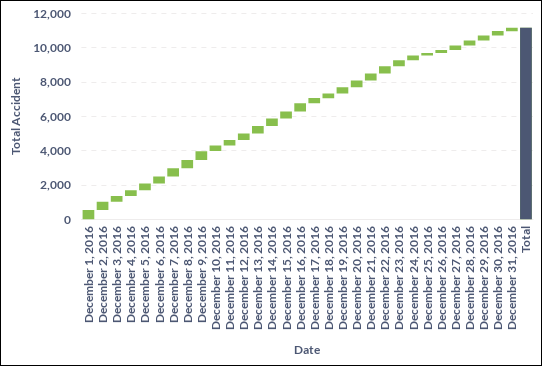 12,000
10,000
8,000
6,000
4,000
2,000
0
Total Accident
December 1, 2016
December 2, 2016
December 3, 2016
December 4, 2016
December 5, 2016
December 6, 2016
December 7, 2016
December 8, 2016
December 9, 2016
December 10, 2016
December 11, 2016
December 12, 2016
December 13, 2016
December 14, 2016
December 15, 2016
December 16, 2016
December 17, 2016
December 18, 2016
December 19, 2016
December 20, 2016
December 21, 2016
December 22, 2016
December 23, 2016
December 24, 2016
December 25, 2016
December 26, 2016
December 27, 2016
December 28, 2016
December 29, 2016
December 30, 2016
December 31, 2016
Total
Date